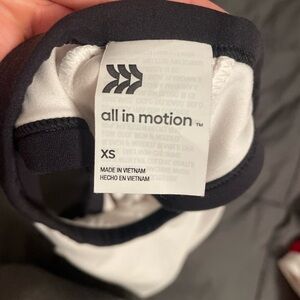 all in motion ™
XS
MADE IN VIETNAM
HECHO EN VIETNAM